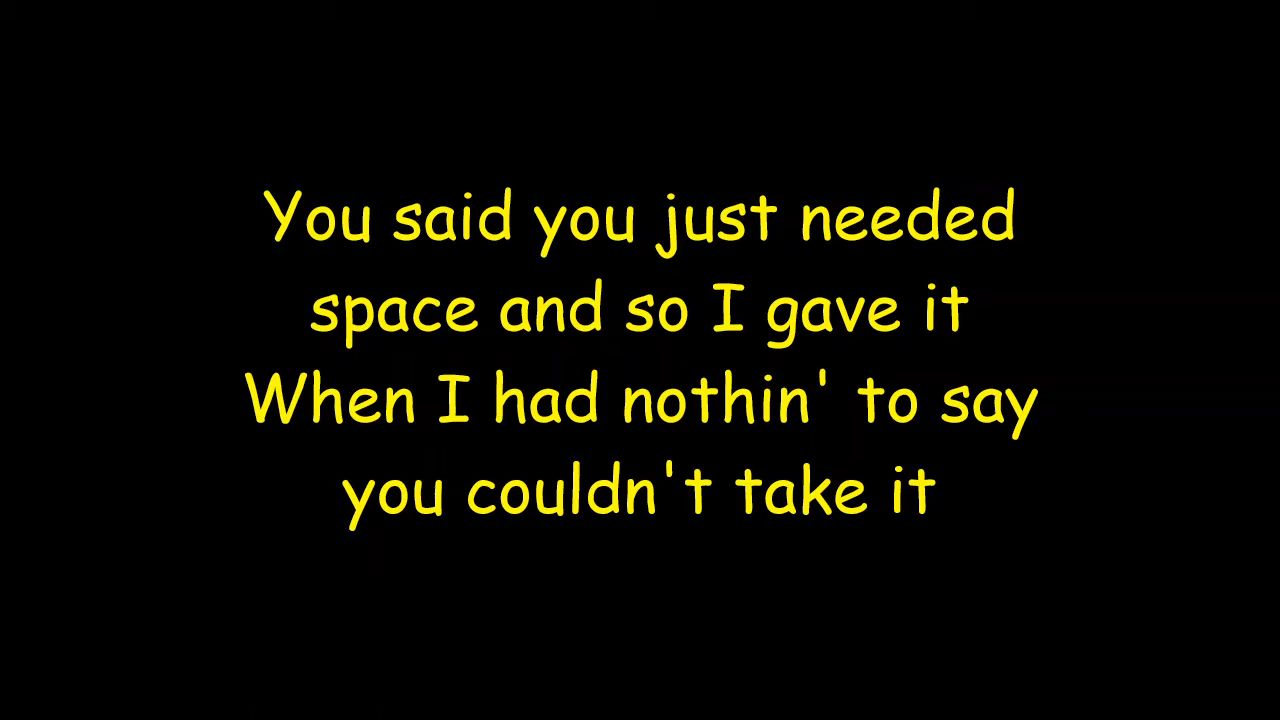 You said you just needed
space and so I gave it
When I had nothin' to say
you couldn't take it